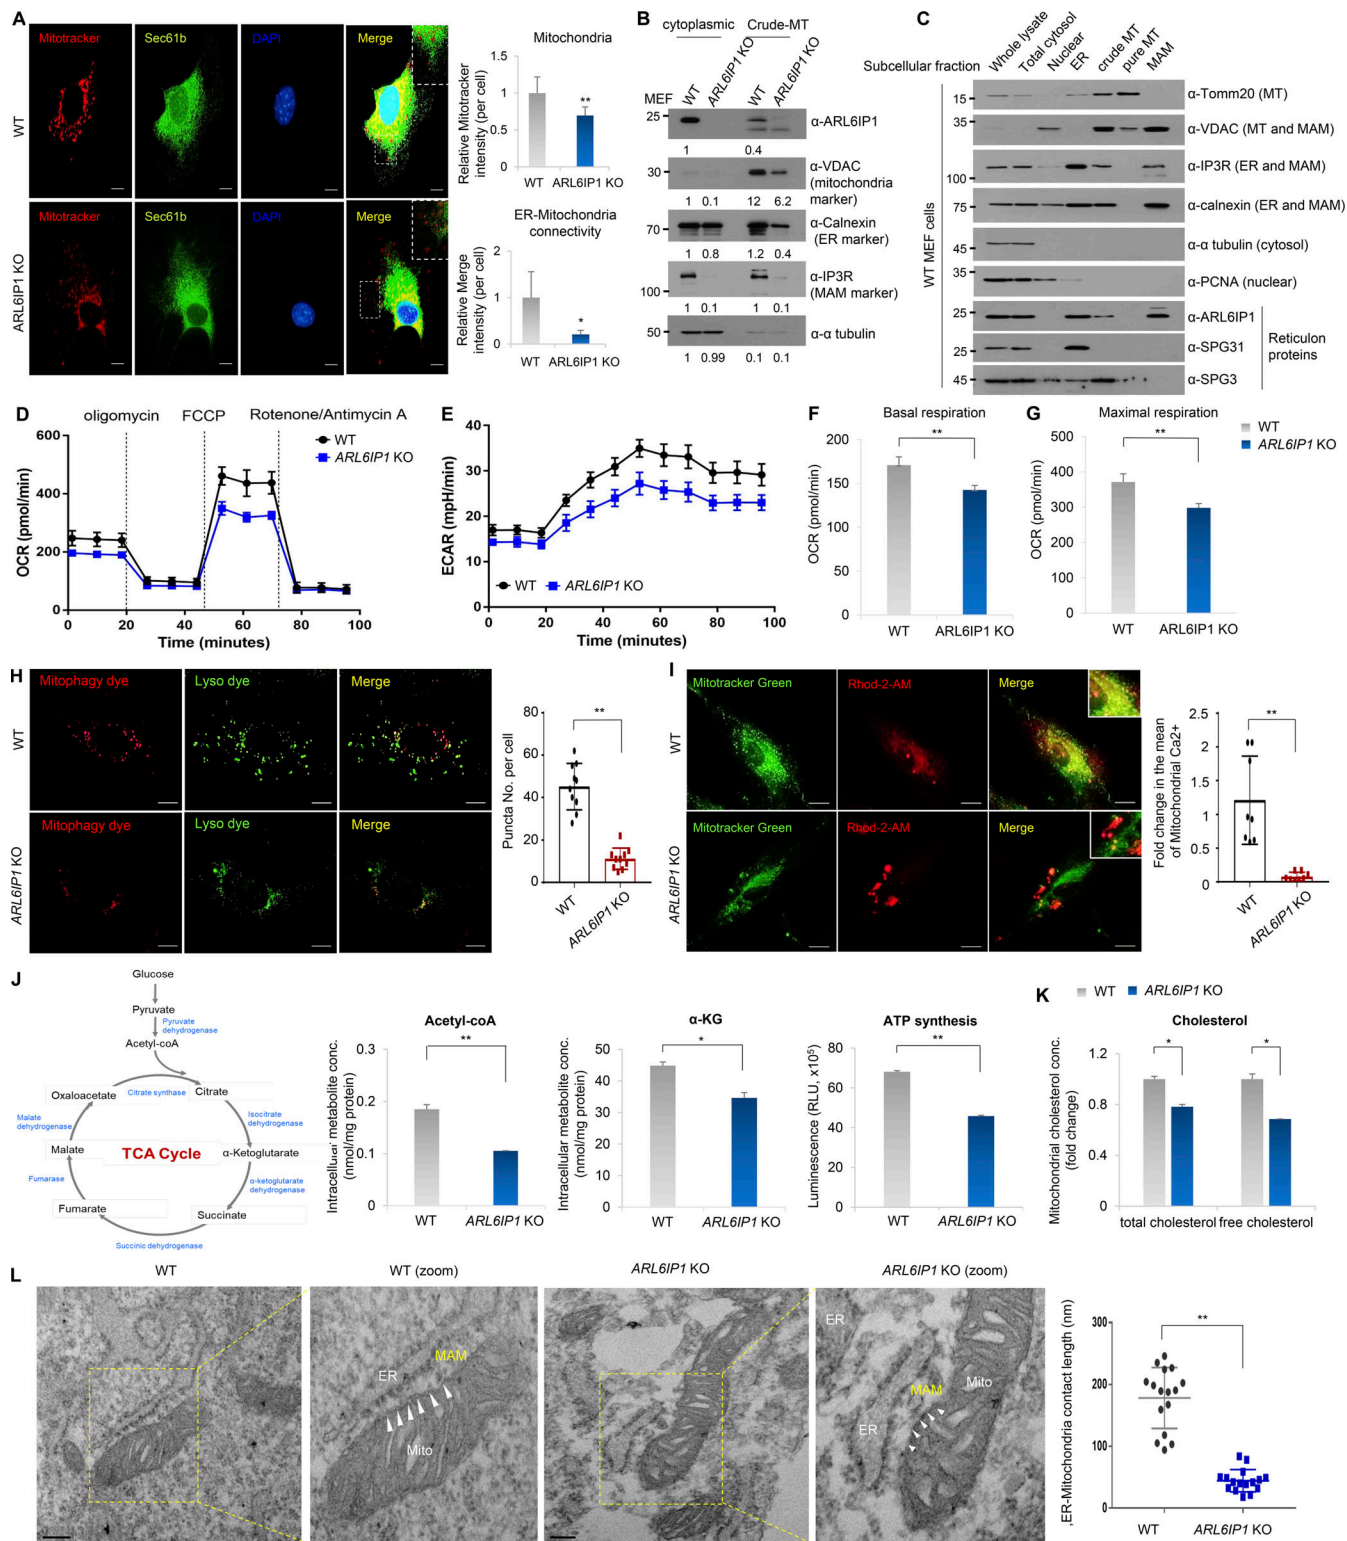 A
Mitotracker
Sec61b
DAPI
Merge
WT
Mitotracker
Sec61b
DAPI
Merge
ARL6IP1 KO
Mitochondria
Relative Mitotracker
intensity (per cell)
1.5
1
0.5
0
**
WT
ARL6IP1 KO
ER-Mitochondria
connectivity
Relative Merge
intensity (per cell)
2
1
0
*
WT
ARL6IP1 KO
B
cytoplasmic
Crude-MT
MEF
WT
ARL6IP1 KO
WT
ARL6IP1 KO
25
α-ARL6IP1
1
0.4
30
α-VDAC
(mitochondria
marker)
1 0.1 12 6.2
70
α-Calnexin
(ER marker)
1 0.8 1.2 0.4
100
α-IP3R
(MAM marker)
1 0.1 1 0.1
50
α-α tubulin
1 0.99 0.1 0.1
C
Subcellular fraction
Whole lysate
Total cytosol
Nuclear
ER
crude MT
pure MT
MAM
WT MEF cells
15
α-Tomm20 (MT)
35
α-VDAC (MT and MAM)
100
α-IP3R (ER and MAM)
75
α-calnexin (ER and MAM)
45
α-α tubulin (cytosol)
35
α-PCNA (nuclear)
25
α-ARL6IP1
25
α-SPG31
45
α-SPG3
Reticulon
proteins
D
oligomycin
FCCP
Rotenone/Antimycin A
WT
ARL6IP1 KO
OCR (pmol/min)
600
400
200
0
0 20 40 60 80 100
Time (minutes)
E
ECAR (mpH/min)
40
30
20
10
0
WT
ARL6IP1 KO
0 20 40 60 80 100
Time (minutes)
F
Basal respiration
OCR (pmol/min)
200
150
100
50
0
**
WT
ARL6IP1 KO
G
Maximal respiration
OCR (pmol/min)
500
400
300
200
100
0
**
WT
ARL6IP1 KO
WT
ARL6IP1 KO
H
Mitophagy dye
Lyso dye
Merge
WT
Mitophagy dye
Lyso dye
Merge
ARL6IP1 KO
Puncta No. per cell
80
60
40
20
0
**
WT
ARL6IP1 KO
I
Mitotracker Green
Rhod-2-AM
Merge
WT
Mitotracker Green
Rhod-2-AM
Merge
ARL6IP1 KO
Fold change in the mean
of Mitochondrial Ca2+
2.5
2
1.5
1
0.5
0
**
WT
ARL6IP1 KO
J
Glucose
Pyruvate
Pyruvate
dehydrogenase
Acetyl-coA
Oxaloacetate
Citrate synthase
Citrate
Malate
dehydrogenase
Isocitrate
dehydrogenase
Malate
TCA Cycle
α-Ketoglutarate
Fumarase
α-ketoglutarate
dehydrogenase
Fumarate
Succinate
Succinic dehydrogenase
Acetyl-coA
Intracellular metabolite conc.
(nmol/mg protein)
0.3
0.2
0.1
0
**
WT
ARL6IP1 KO
α-KG
Intracellular metabolite conc.
(nmol/mg protein)
50
40
30
20
10
0
*
WT
ARL6IP1 KO
ATP synthesis
Luminescence (RLU, x10⁵)
80
60
40
20
0
**
WT
ARL6IP1 KO
K
WT
ARL6IP1 KO
Cholesterol
Mitochondrial cholesterol conc.
(fold change)
1.2
0.8
0.4
0
*
*
total cholesterol
free cholesterol
L
WT
WT (zoom)
ARL6IP1 KO
ARL6IP1 KO (zoom)
ER
MAM
Mito
ER
MAM
Mito
ER
,ER-Mitochondria contact length (nm)
300
200
100
0
**
WT
ARL6IP1 KO